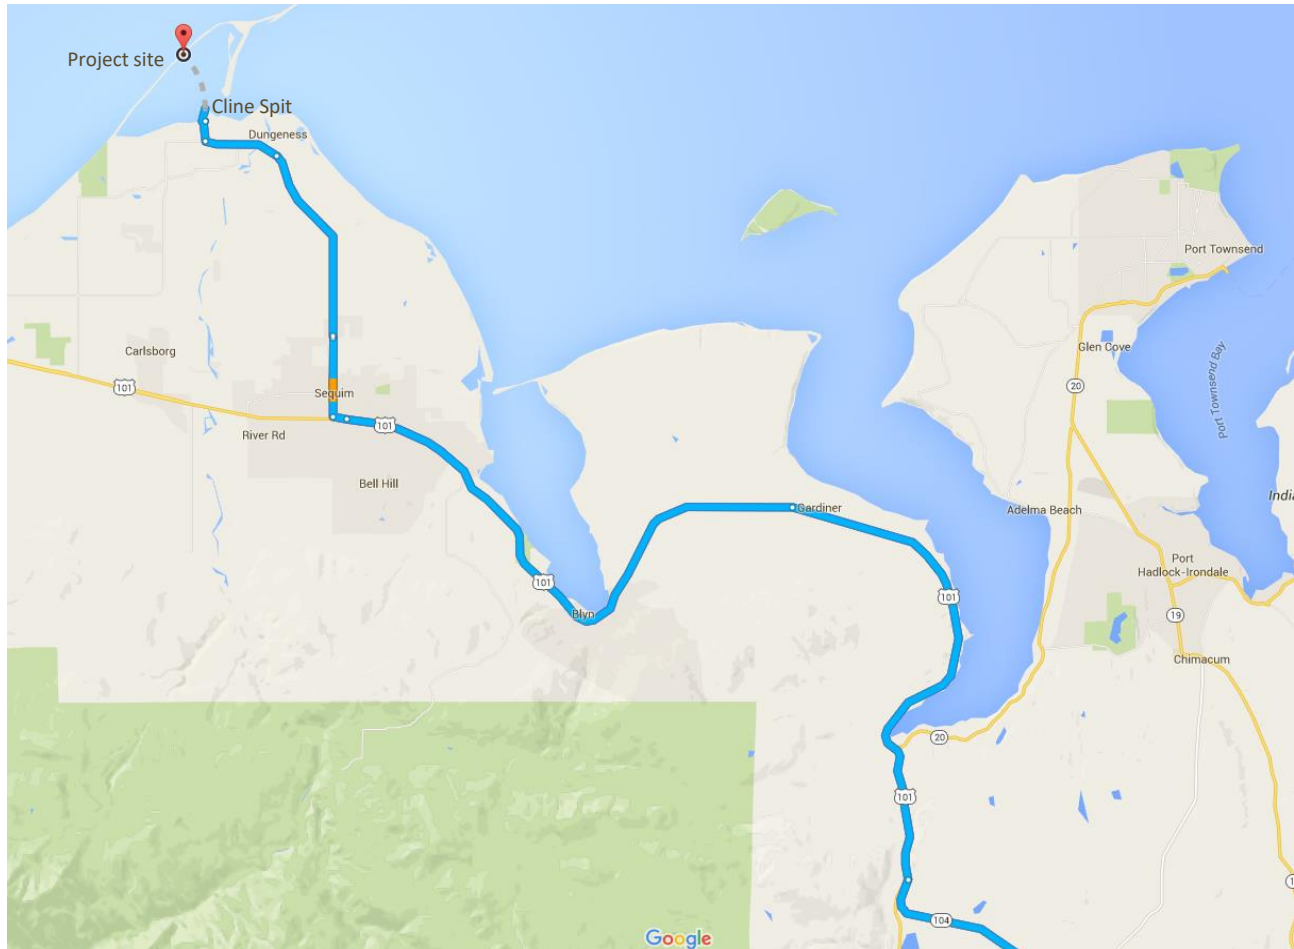 Project site
Cline Spit
Dungeness
Port Townsend
Port Townsend Bay
Glen Cove
Carlsborg
101
20
Sequim
101
River Rd
Bell Hill
India
Gardiner
Adelma Beach
Port
Hadlock-Irondale
101
101
19
Blyn
Chimacum
20
101
104
Google